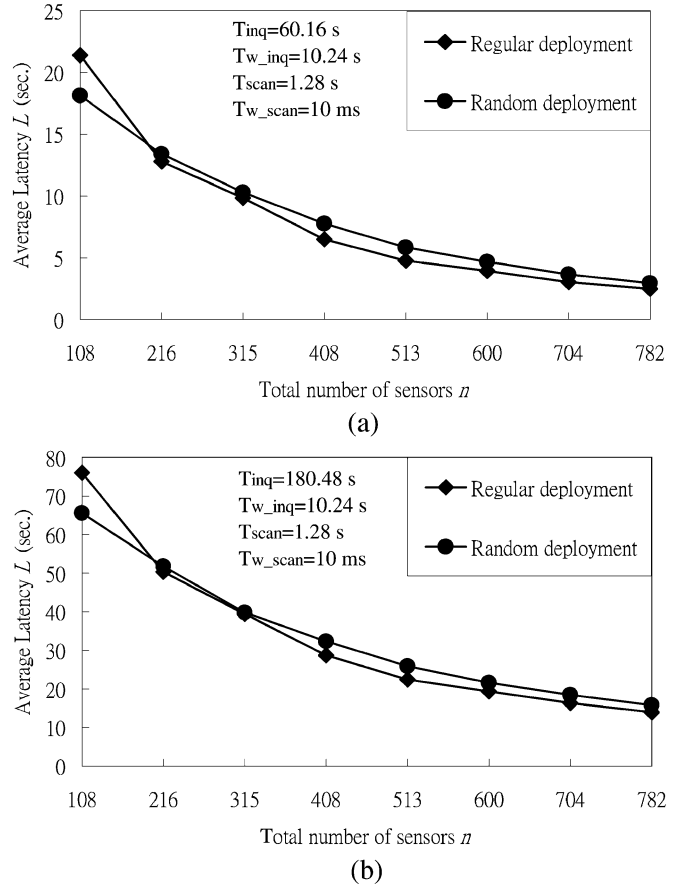 25
20
15
10
5
0
Average Latency L (sec.)
Tinq=60.16 s
Tw_inq=10.24 s
Tscan=1.28 s
Tw_scan=10 ms
Regular deployment
Random deployment
108 216 315 408 513 600 704 782
Total number of sensors n
(a)
80
70
60
50
40
30
20
10
0
Average Latency L (sec.)
Tinq=180.48 s
Tw_inq=10.24 s
Tscan=1.28 s
Tw_scan=10 ms
Regular deployment
Random deployment
108 216 315 408 513 600 704 782
Total number of sensors n
(b)